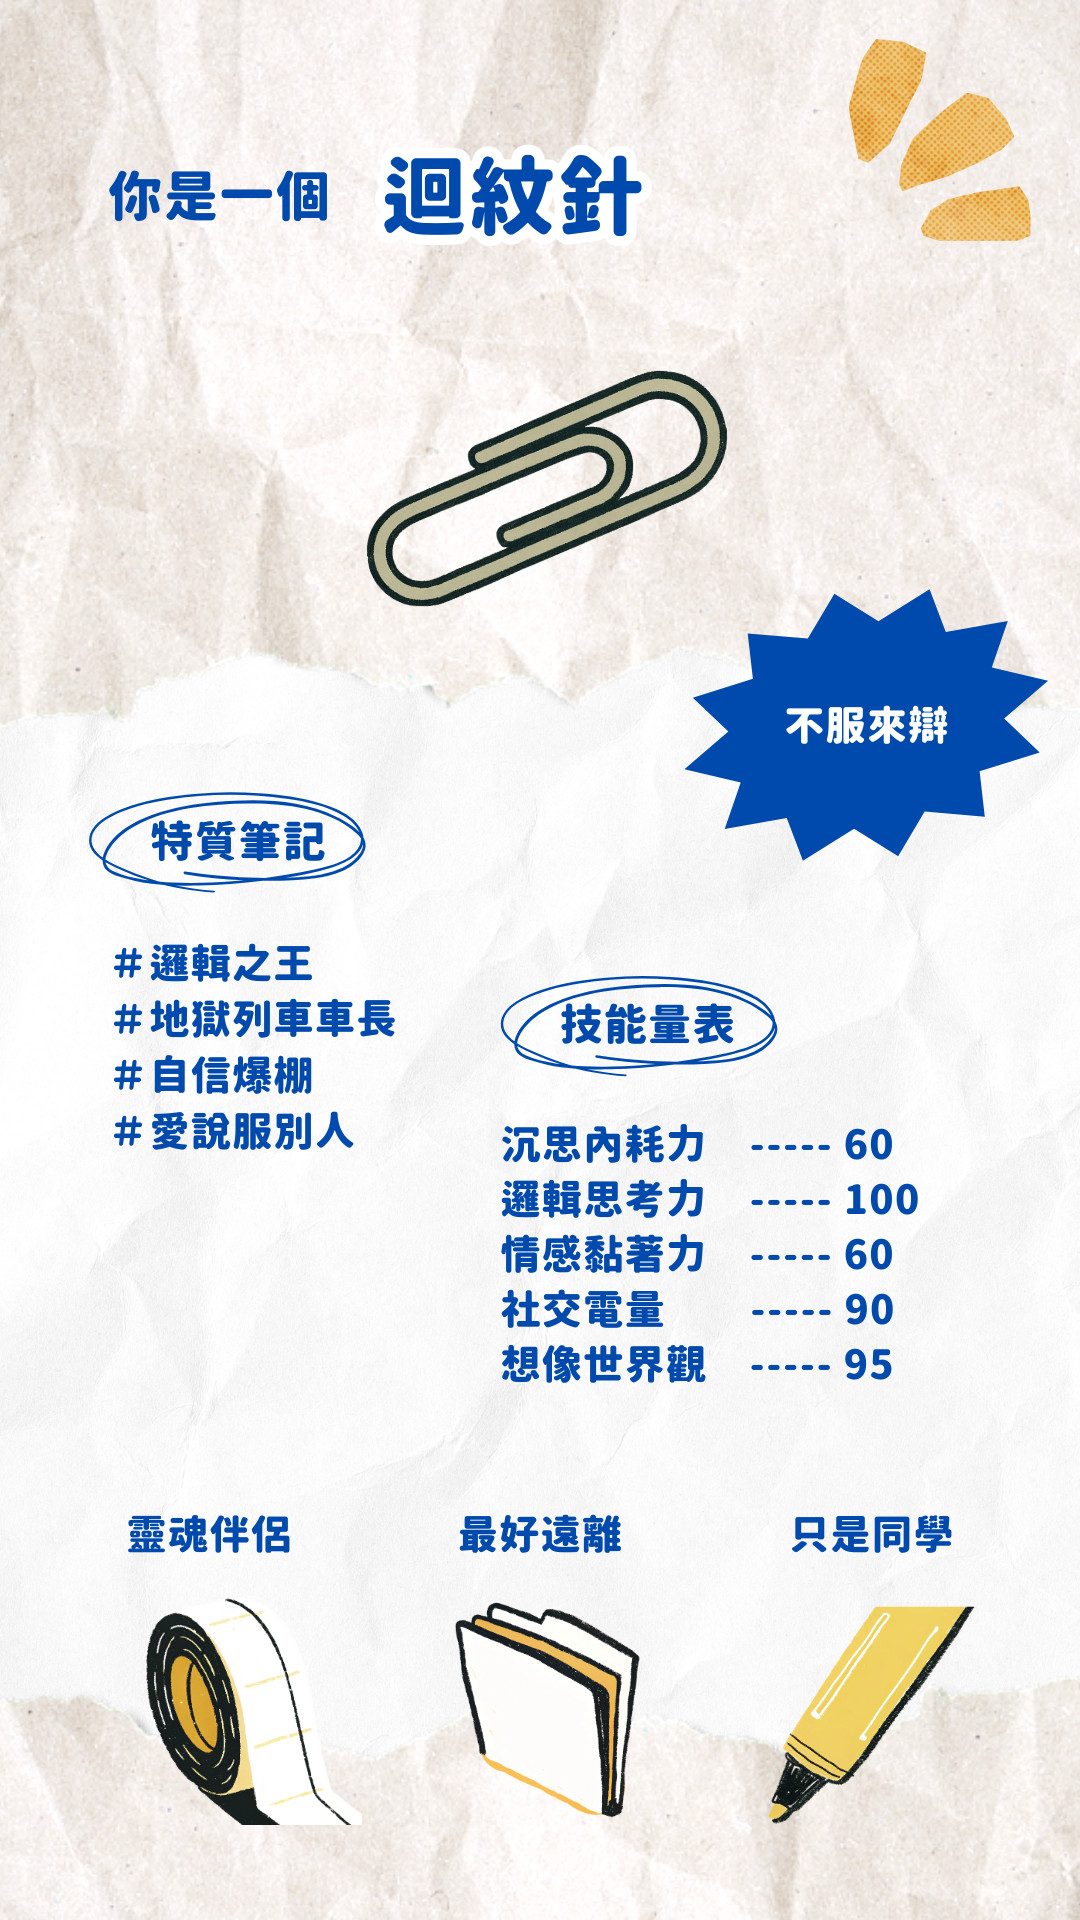 你是一個 迴紋針
不服來辯
特質筆記
#邏輯之王
#地獄列車車長
#自信爆棚
#愛說服別人
技能量表
沉思內耗力 ----- 60
邏輯思考力 ----- 100
情感黏著力 ----- 60
社交電量 ----- 90
想像世界觀 ----- 95
靈魂伴侶 最好遠離 只是同學